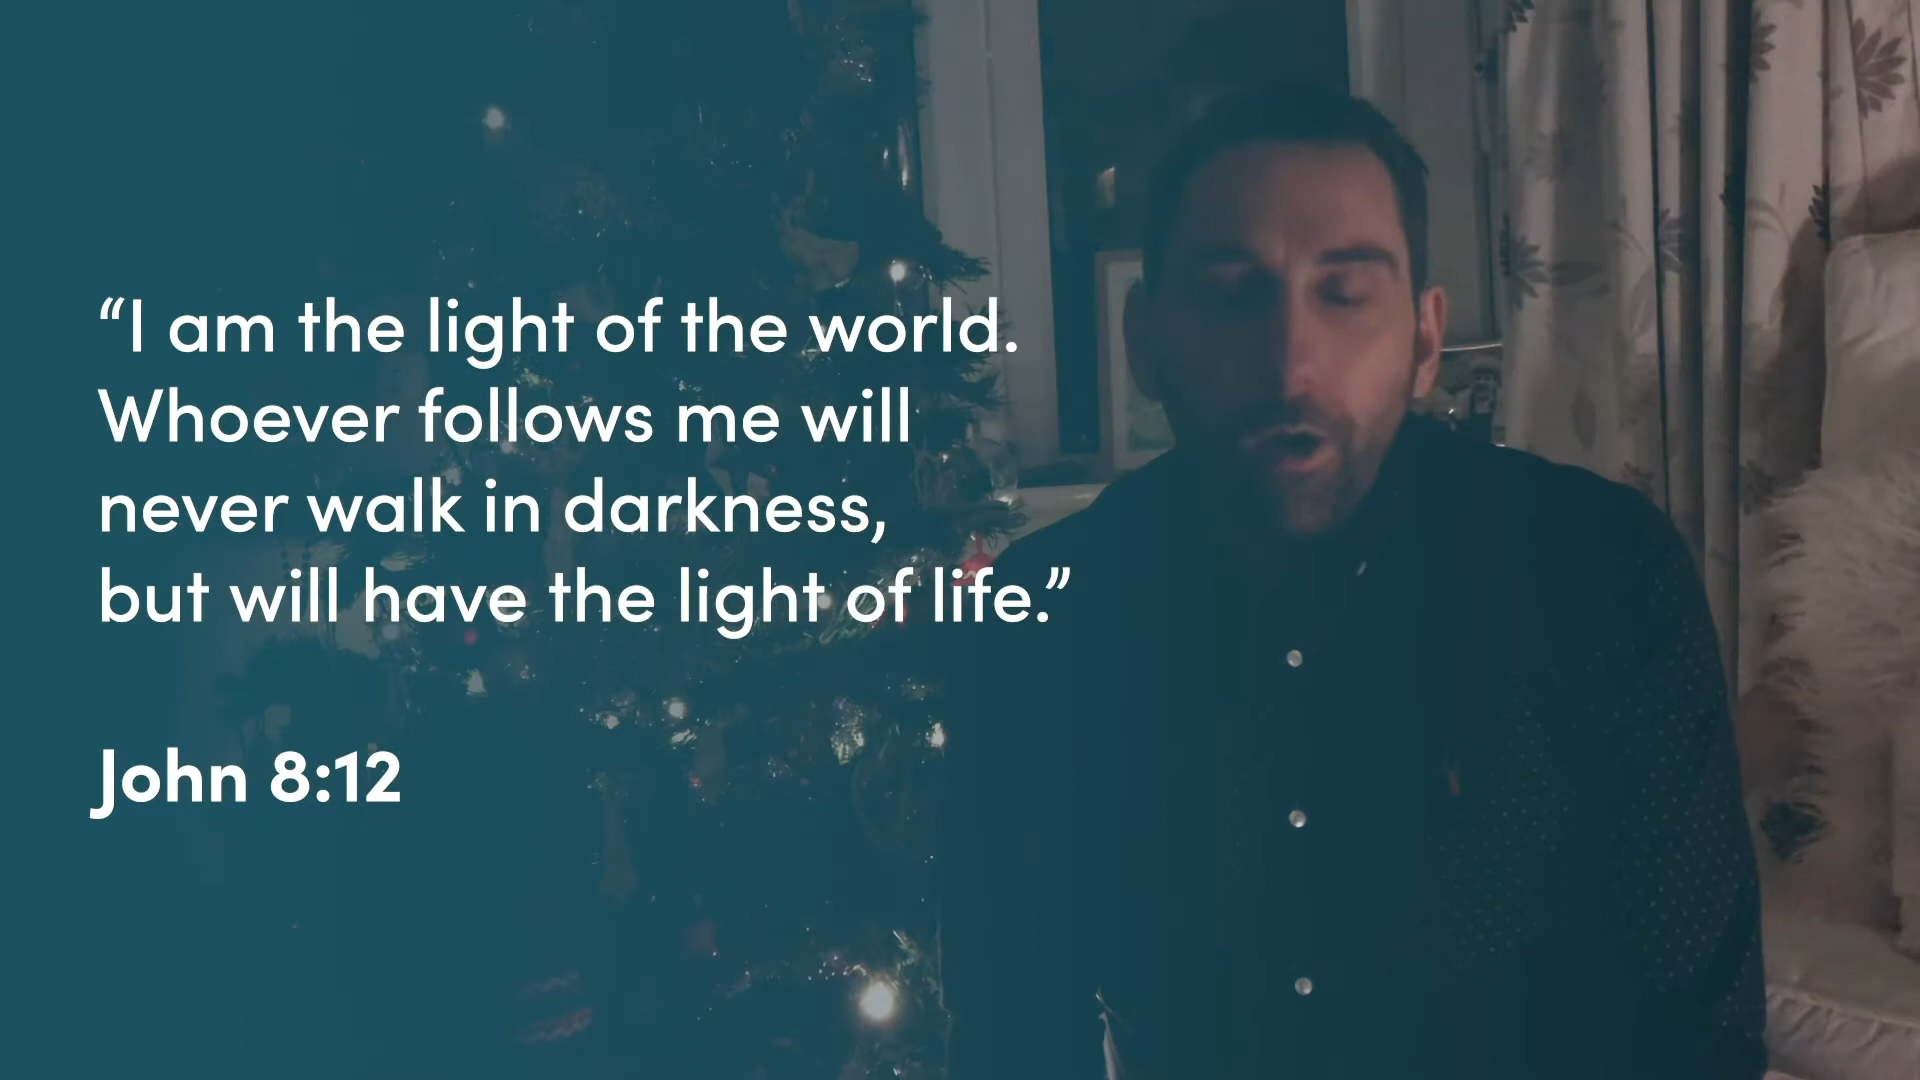 “I am the light of the world.
Whoever follows me will
never walk in darkness,
but will have the light of life.”
John 8:12